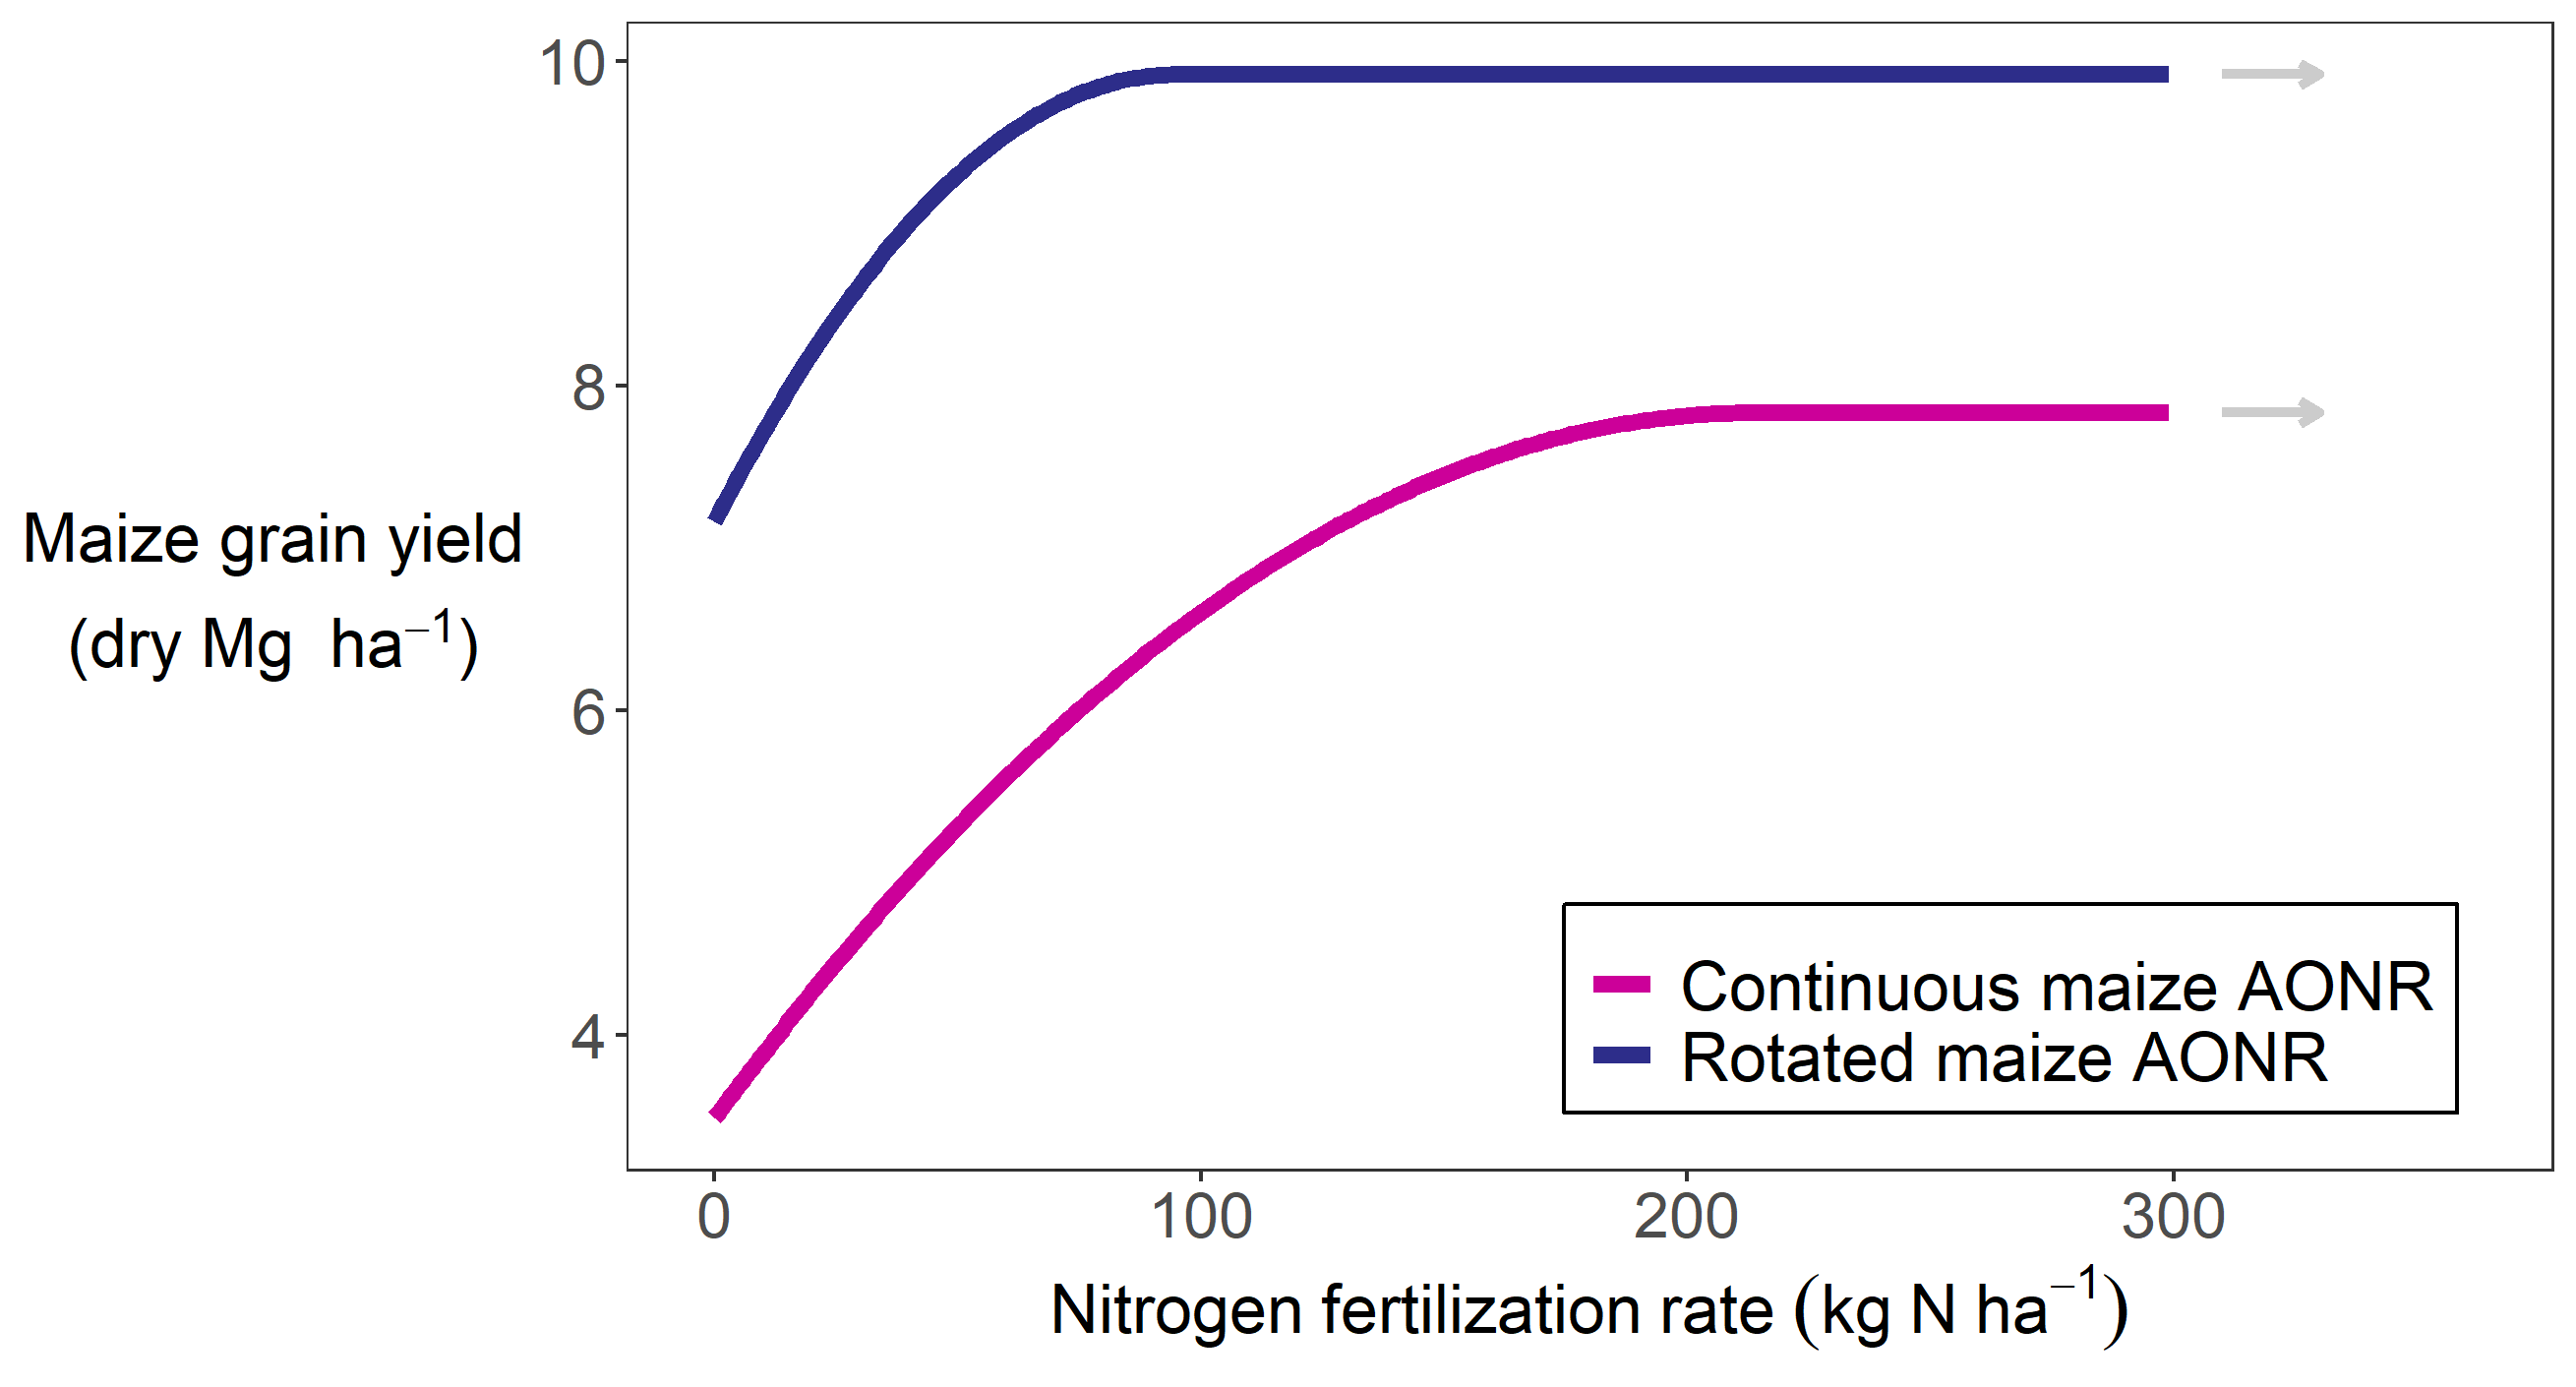 10
8
6
4
Maize grain yield
(dry Mg ha⁻¹)
Continuous maize AONR
Rotated maize AONR
0 100 200 300
Nitrogen fertilization rate (kg N ha⁻¹)